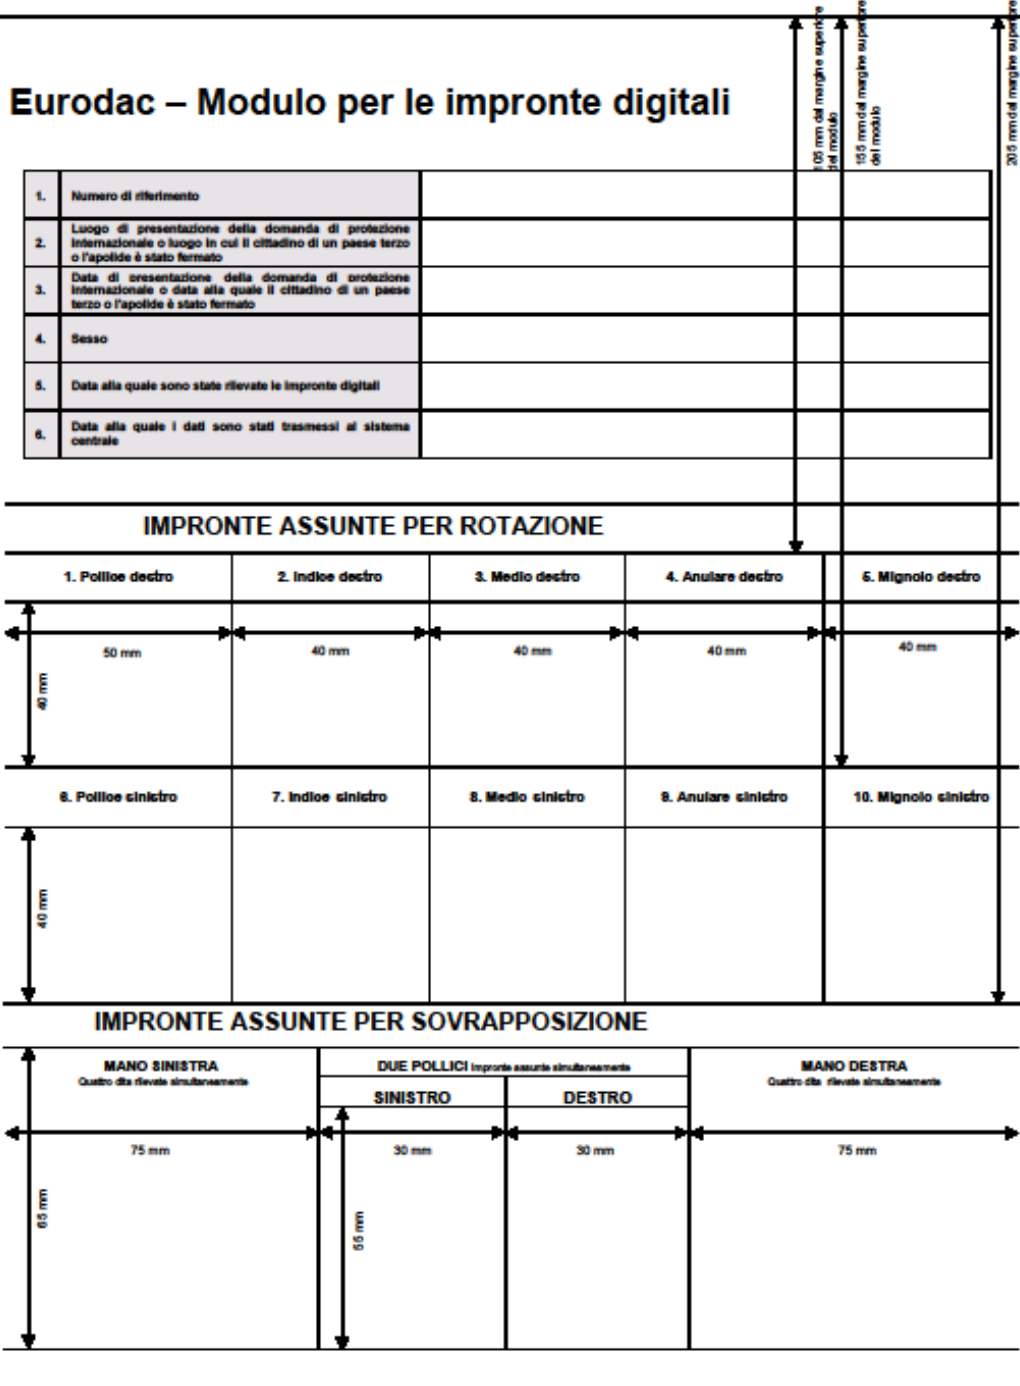 105 mm dal margine superiore
del modulo
155 mm dal margine superiore
del modulo
205 mm dal margine superiore
Eurodac – Modulo per le impronte digitali
1. Numero di riferimento
2. Luogo di presentazione della domanda di protezione
internazionale o luogo in cui il cittadino di un paese terzo
o l'apolide è stato fermato
3. Data di presentazione della domanda di protezione
internazionale o data alla quale il cittadino di un paese
terzo o l'apolide è stato fermato
4. Sesso
5. Data alla quale sono state rilevate le impronte digitali
6. Data alla quale i dati sono stati trasmessi al sistema
centrale
IMPRONTE ASSUNTE PER ROTAZIONE
1. Pollice destro 2. Indice destro 3. Medio destro 4. Anulare destro 5. Mignolo destro
50 mm 40 mm 40 mm 40 mm 40 mm
40 mm
6. Pollice sinistro 7. Indice sinistro 8. Medio sinistro 9. Anulare sinistro 10. Mignolo sinistro
40 mm
IMPRONTE ASSUNTE PER SOVRAPPOSIZIONE
MANO SINISTRA
Quattro dita rilevate simultaneamente
DUE POLLICI Impronte assunte simultaneamente
SINISTRO DESTRO
MANO DESTRA
Quattro dita rilevate simultaneamente
75 mm 30 mm 30 mm 75 mm
65 mm
55 mm